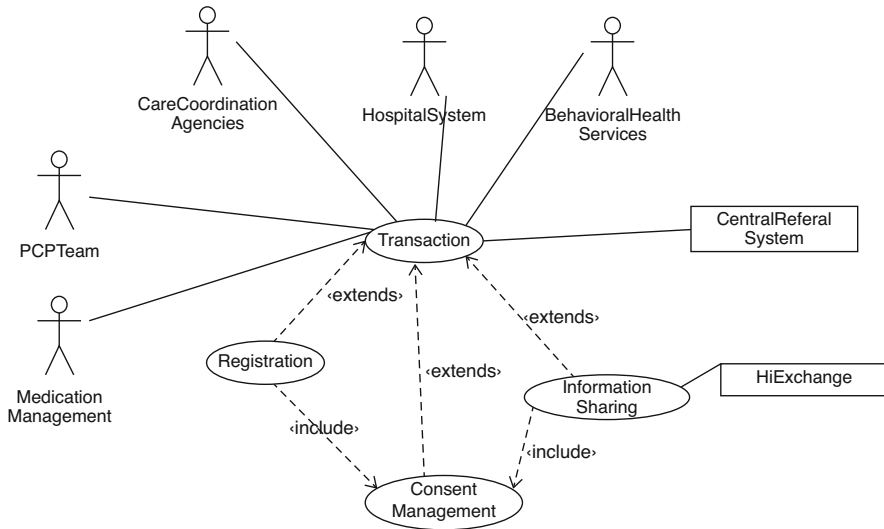 CareCoordination
Agencies
HospitalSystem
BehavioralHealth
Services
PCPTeam
Transaction
CentralReferal
System
‹extends›
‹extends›
Registration
‹extends›
Information
Sharing
HiExchange
Medication
Management
‹include›
‹include›
Consent
Management